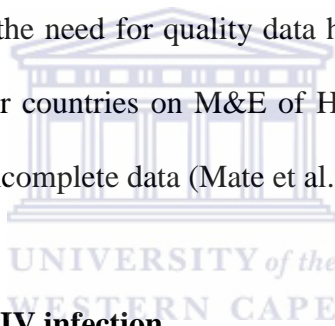 the need for quality data h
r countries on M&E of H
ncomplete data (Mate et al.
UNIVERSITY of the
WESTERN CAPE
IV infection